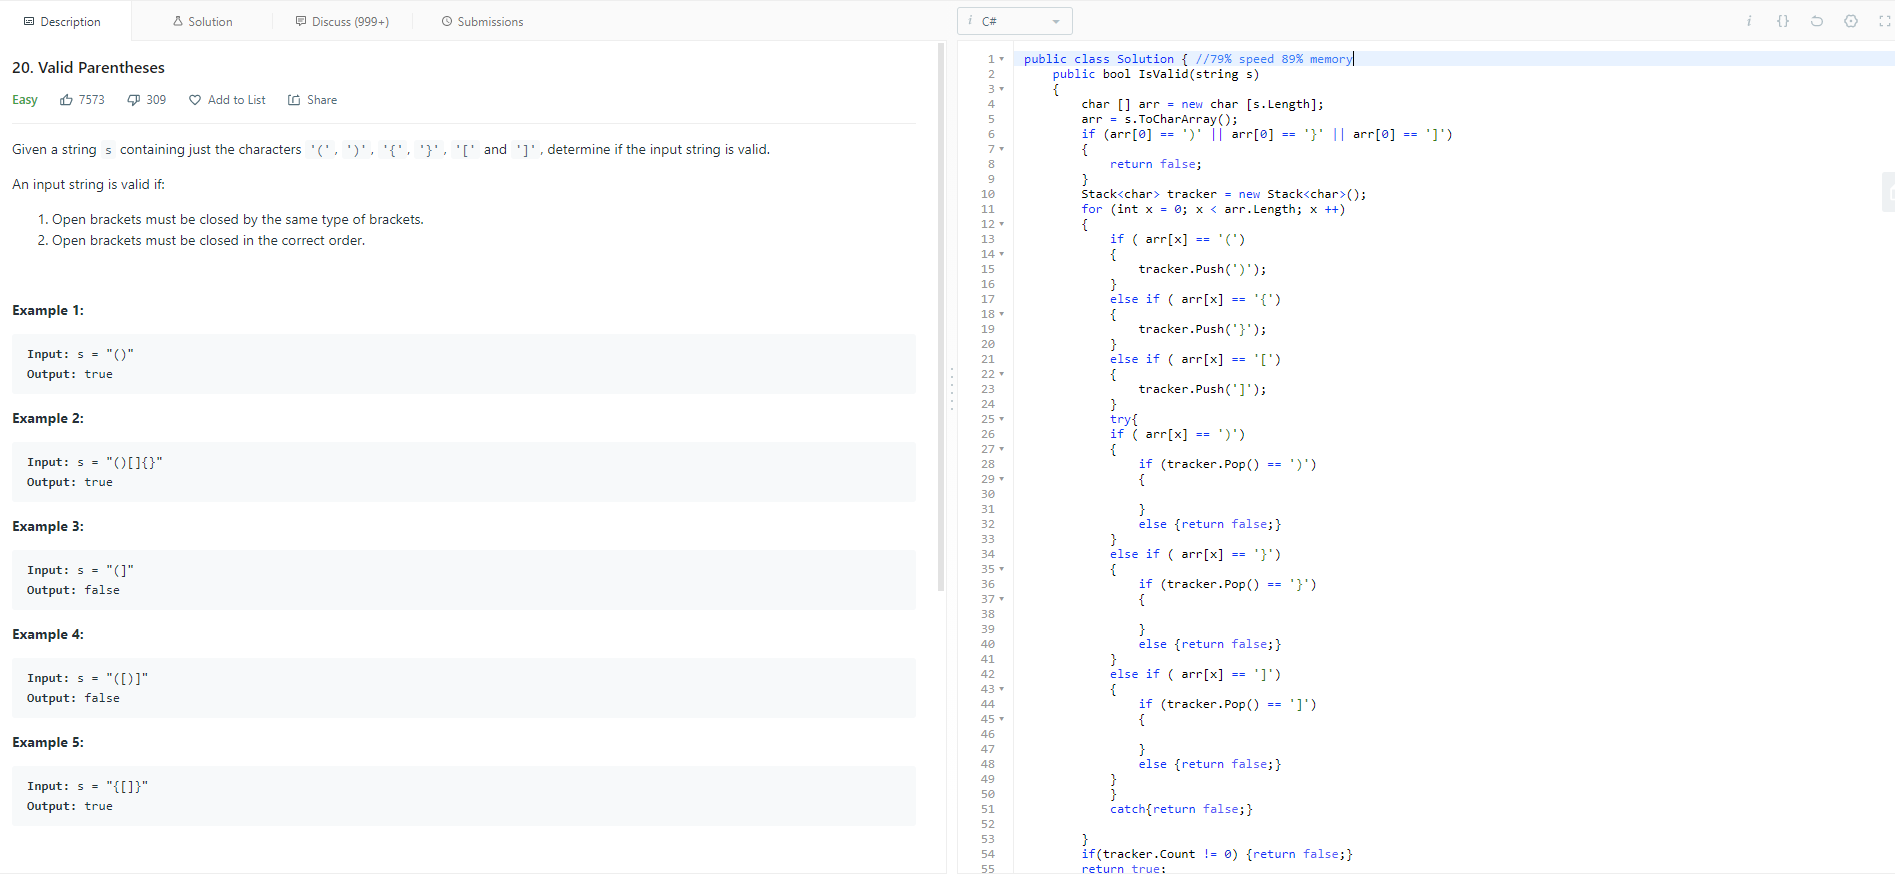 Description
Solution
Discuss (999+)
Submissions
20. Valid Parentheses
Easy 7573 309 Add to List Share
Given a string s containing just the characters '(', ')', '{', '}', '[' and ']', determine if the input string is valid.
An input string is valid if:
1. Open brackets must be closed by the same type of brackets.
2. Open brackets must be closed in the correct order.
Example 1:
Input: s = "()"
Output: true
Example 2:
Input: s = "()[]{}"
Output: true
Example 3:
Input: s = "(]"
Output: false
Example 4:
Input: s = "([)]"
Output: false
Example 5:
Input: s = "{[]}"
Output: true
i C#
i {}
1 public class Solution { //79% speed 89% memory
2 public bool IsValid(string s)
3 {
4 char [] arr = new char [s.Length];
5 arr = s.ToCharArray();
6 if (arr[0] == ')' || arr[0] == '}' || arr[0] == ']')
7 {
8 return false;
9 }
10 Stack<char> tracker = new Stack<char>();
11 for (int x = 0; x < arr.Length; x ++)
12 {
13 if ( arr[x] == '(')
14 {
15 tracker.Push(')');
16 }
17 else if ( arr[x] == '{')
18 {
19 tracker.Push('}');
20 }
21 else if ( arr[x] == '[')
22 {
23 tracker.Push(']');
24 }
25 try{
26 if ( arr[x] == ')')
27 {
28 if (tracker.Pop() == ')')
29 {
30
31 }
32 else {return false;}
33 }
34 else if ( arr[x] == '}')
35 {
36 if (tracker.Pop() == '}')
37 {
38
39 }
40 else {return false;}
41 }
42 else if ( arr[x] == ']')
43 {
44 if (tracker.Pop() == ']')
45 {
46
47 }
48 else {return false;}
49 }
50 }
51 catch{return false;}
52
53 }
54 if(tracker.Count != 0) {return false;}
55 return true;